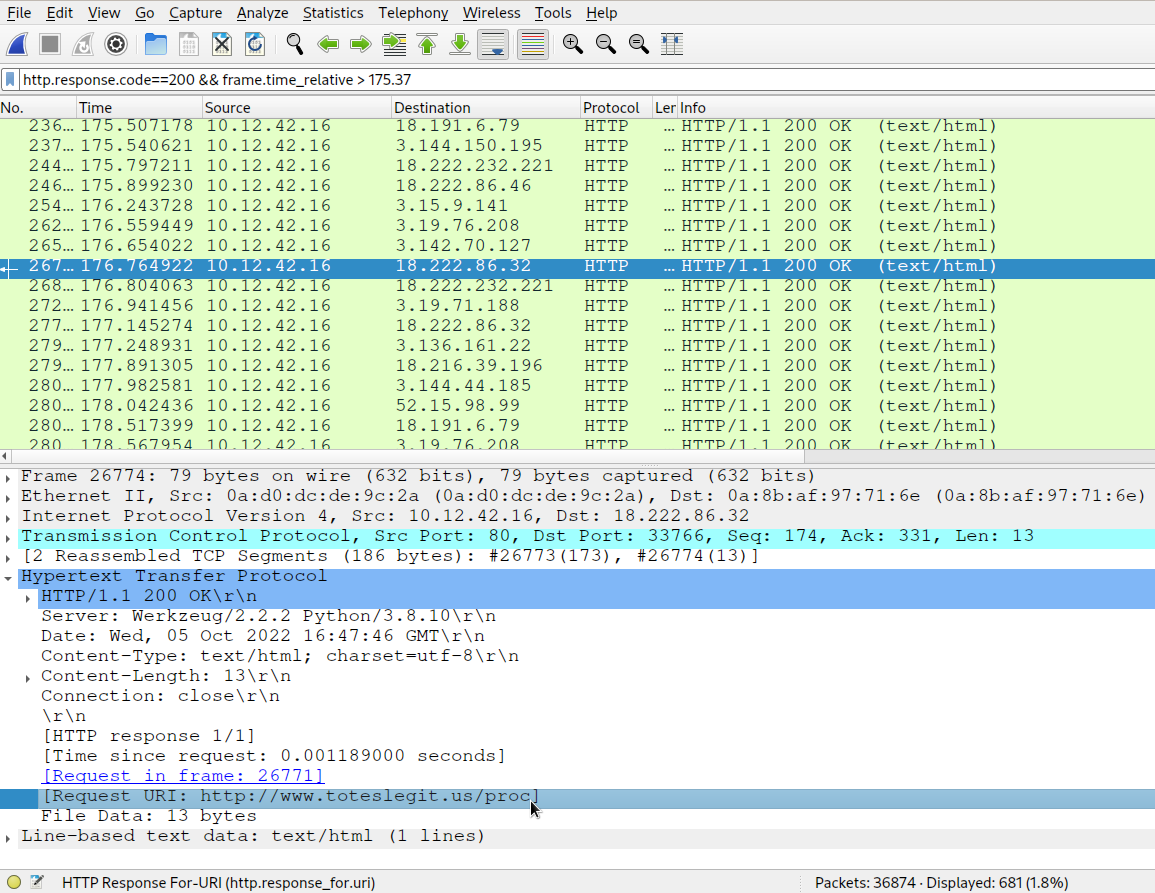 File Edit View Go Capture Analyze Statistics Telephony Wireless Tools Help
http.response.code==200 && frame.time_relative > 175.37
No. Time Source Destination Protocol Ler Info
236… 175.507178 10.12.42.16 18.191.6.79 HTTP … HTTP/1.1 200 OK (text/html)
237… 175.540621 10.12.42.16 3.144.150.195 HTTP … HTTP/1.1 200 OK (text/html)
244… 175.797211 10.12.42.16 18.222.232.221 HTTP … HTTP/1.1 200 OK (text/html)
246… 175.899230 10.12.42.16 18.222.86.46 HTTP … HTTP/1.1 200 OK (text/html)
254… 176.243728 10.12.42.16 3.15.9.141 HTTP … HTTP/1.1 200 OK (text/html)
262… 176.559449 10.12.42.16 3.19.76.208 HTTP … HTTP/1.1 200 OK (text/html)
265… 176.654022 10.12.42.16 3.142.70.127 HTTP … HTTP/1.1 200 OK (text/html)
267… 176.764922 10.12.42.16 18.222.86.32 HTTP … HTTP/1.1 200 OK (text/html)
268… 176.804063 10.12.42.16 18.222.232.221 HTTP … HTTP/1.1 200 OK (text/html)
272… 176.941456 10.12.42.16 3.19.71.188 HTTP … HTTP/1.1 200 OK (text/html)
277… 177.145274 10.12.42.16 18.222.86.32 HTTP … HTTP/1.1 200 OK (text/html)
279… 177.248931 10.12.42.16 3.136.161.22 HTTP … HTTP/1.1 200 OK (text/html)
279… 177.891305 10.12.42.16 18.216.39.196 HTTP … HTTP/1.1 200 OK (text/html)
280… 177.982581 10.12.42.16 3.144.44.185 HTTP … HTTP/1.1 200 OK (text/html)
280… 178.042436 10.12.42.16 52.15.98.99 HTTP … HTTP/1.1 200 OK (text/html)
280… 178.517399 10.12.42.16 18.191.6.79 HTTP … HTTP/1.1 200 OK (text/html)
280 178.567954 10.12.42.16 3.19.76.208 HTTP HTTP/1.1 200 OK (text/html)
Frame 26774: 79 bytes on wire (632 bits), 79 bytes captured (632 bits)
Ethernet II, Src: 0a:d0:dc:de:9c:2a (0a:d0:dc:de:9c:2a), Dst: 0a:8b:af:97:71:6e (0a:8b:af:97:71:6e)
Internet Protocol Version 4, Src: 10.12.42.16, Dst: 18.222.86.32
Transmission Control Protocol, Src Port: 80, Dst Port: 33766, Seq: 174, Ack: 331, Len: 13
[2 Reassembled TCP Segments (186 bytes): #26773(173), #26774(13)]
Hypertext Transfer Protocol
HTTP/1.1 200 OK\r\n
Server: Werkzeug/2.2.2 Python/3.8.10\r\n
Date: Wed, 05 Oct 2022 16:47:46 GMT\r\n
Content-Type: text/html; charset=utf-8\r\n
Content-Length: 13\r\n
Connection: close\r\n
\r\n
[HTTP response 1/1]
[Time since request: 0.001189000 seconds]
[Request in frame: 26771]
[Request URI: http://www.toteslegit.us/proc]
File Data: 13 bytes
Line-based text data: text/html (1 lines)
HTTP Response For-URI (http.response_for.uri) Packets: 36874 · Displayed: 681 (1.8%)